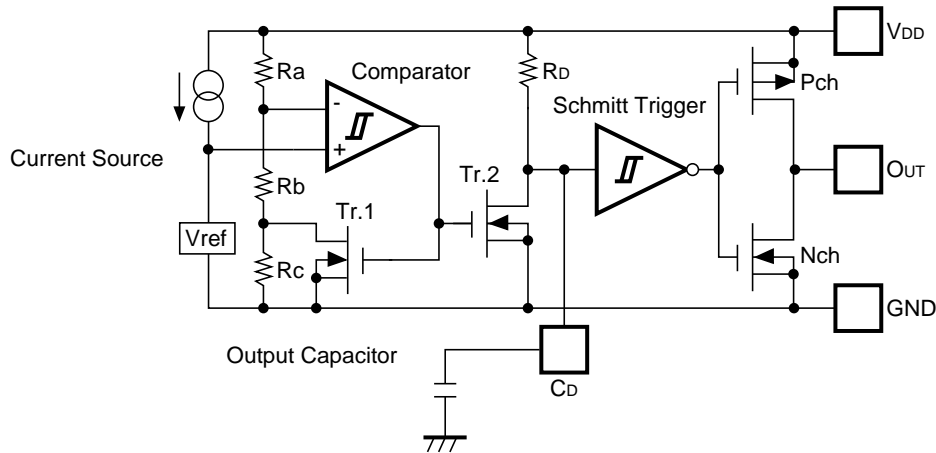 VDD
Ra
Comparator
RD
Pch
Schmitt Trigger
-
+
Current Source
OUT
Rb
Tr.1
Tr.2
Vref
Rc
Nch
GND
Output Capacitor
CD